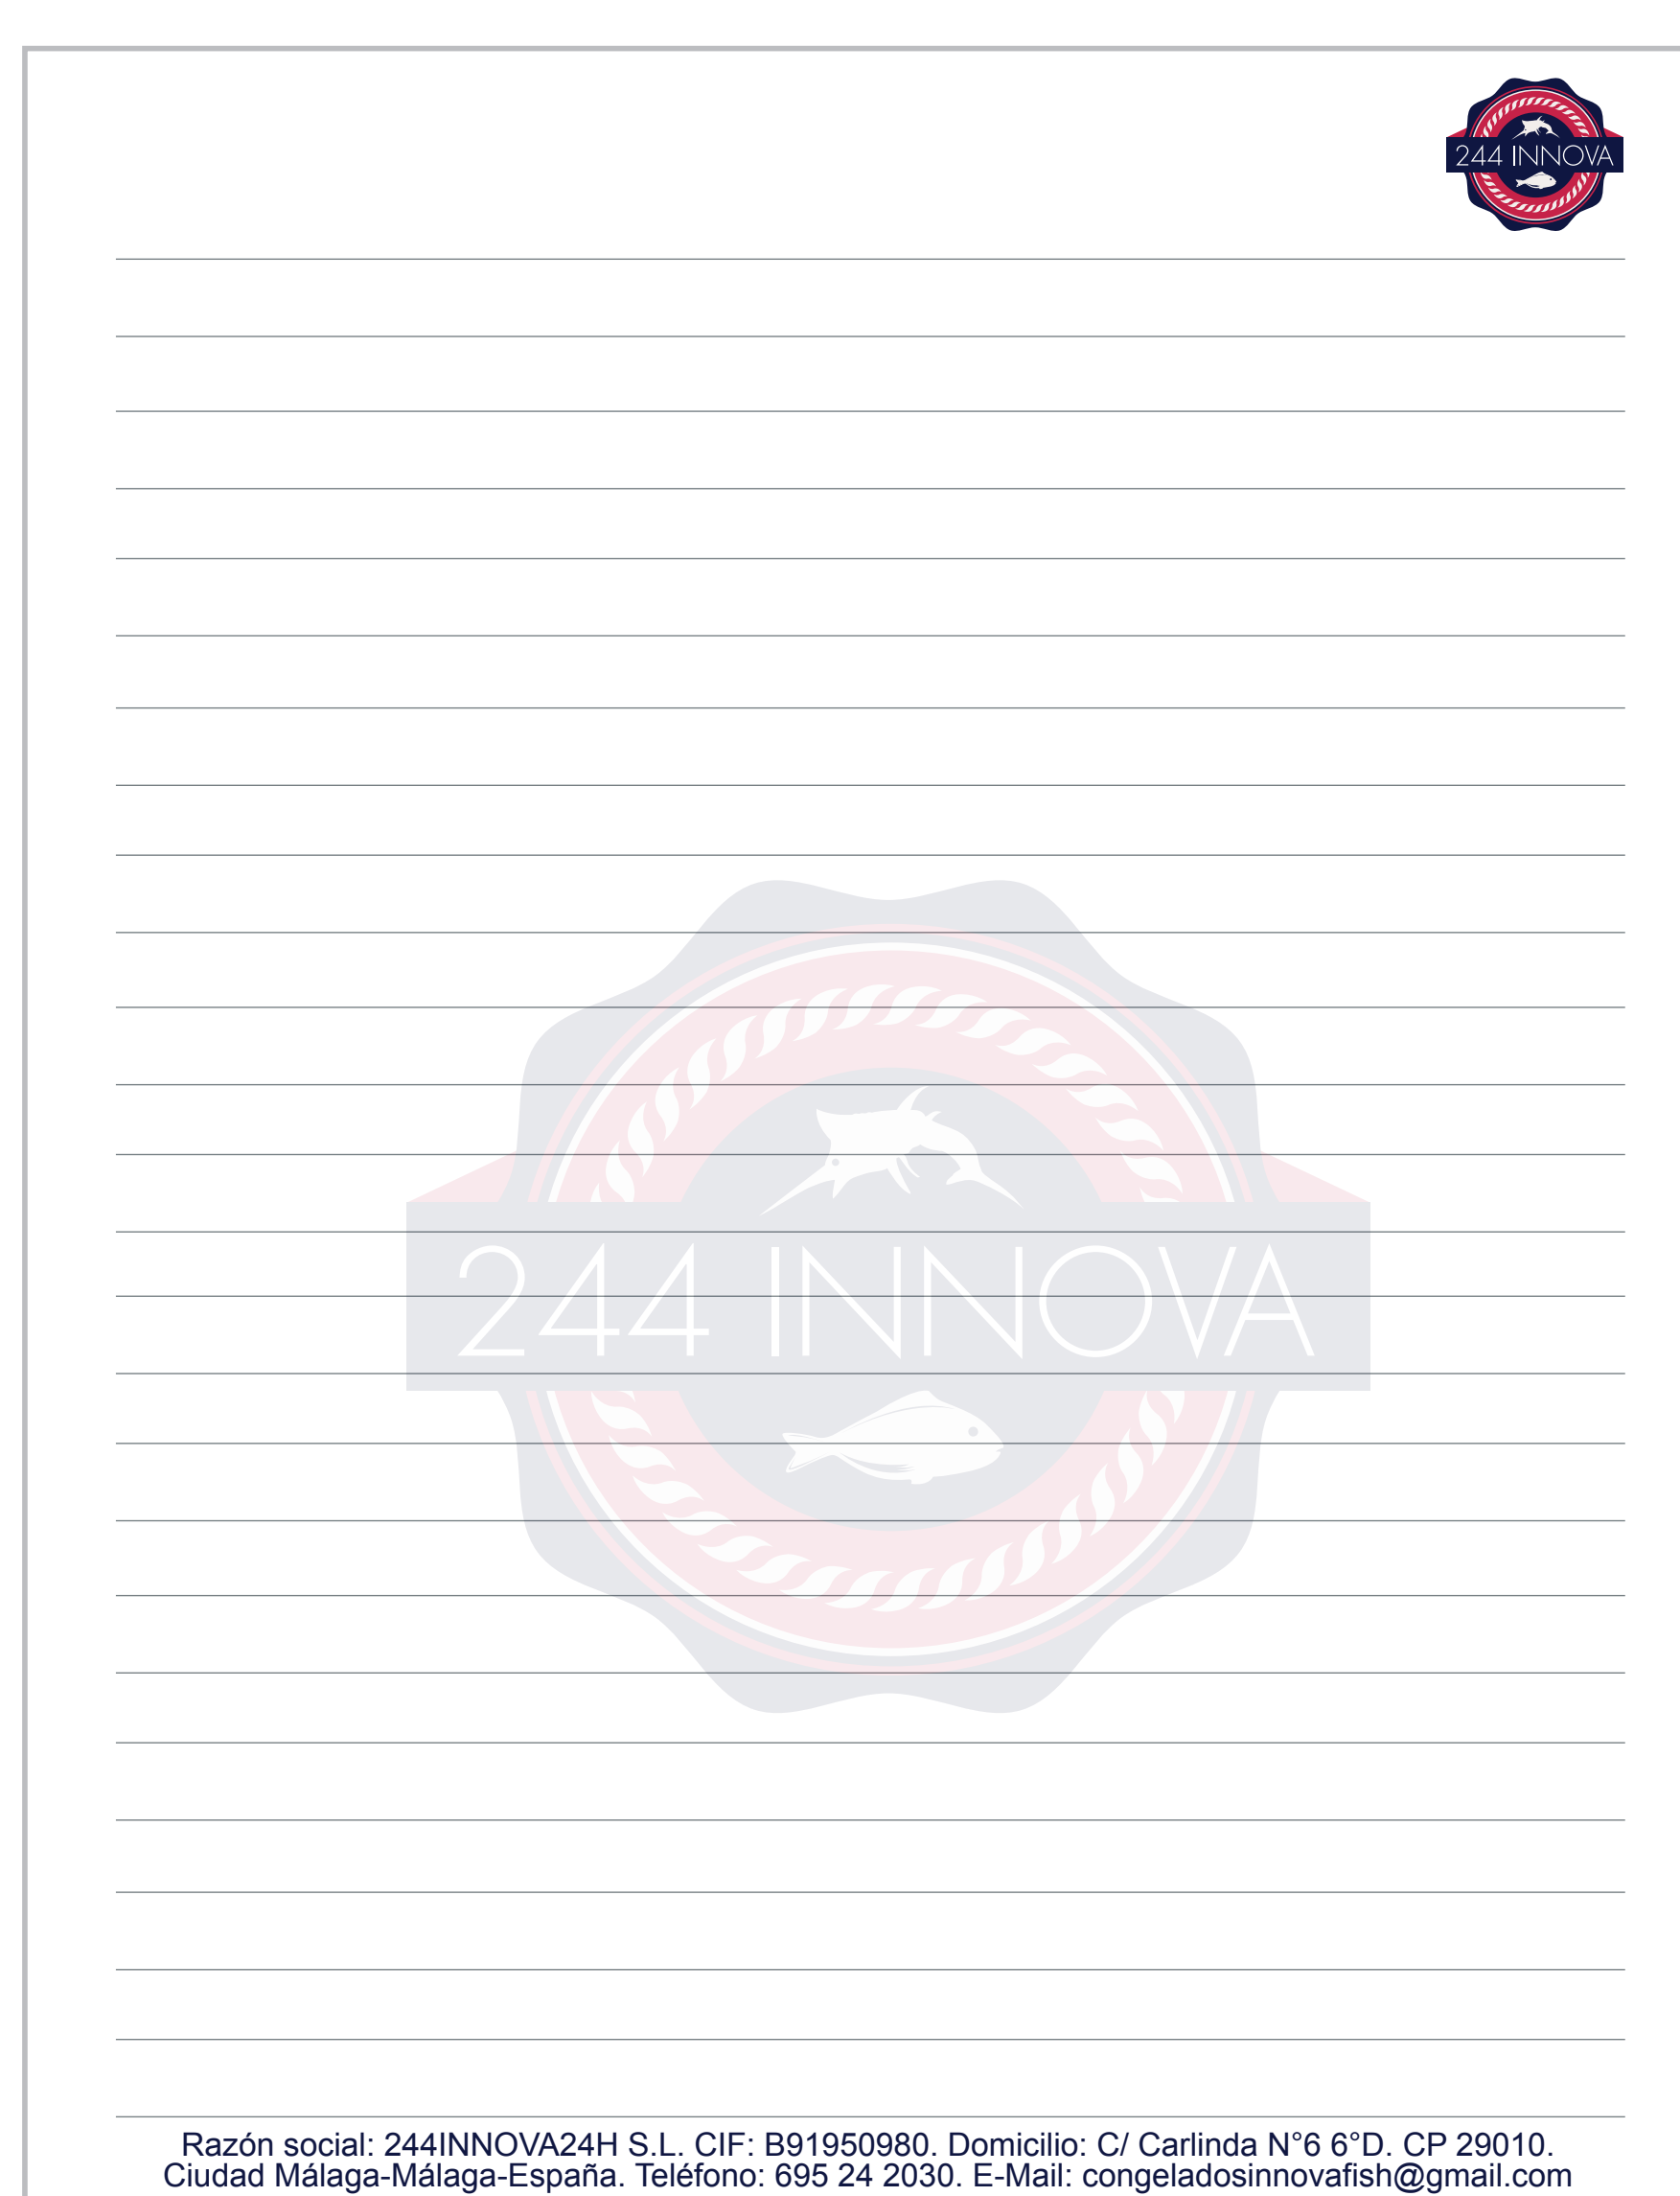 244 INNOVA
244 INNOVA
Razón social: 244INNOVA24H S.L. CIF: B91950980. Domicilio: C/ Carlinda N°6 6°D. CP 29010.
Ciudad Málaga-Málaga-España. Teléfono: 695 24 2030. E-Mail: congeladosinnovafish@gmail.com